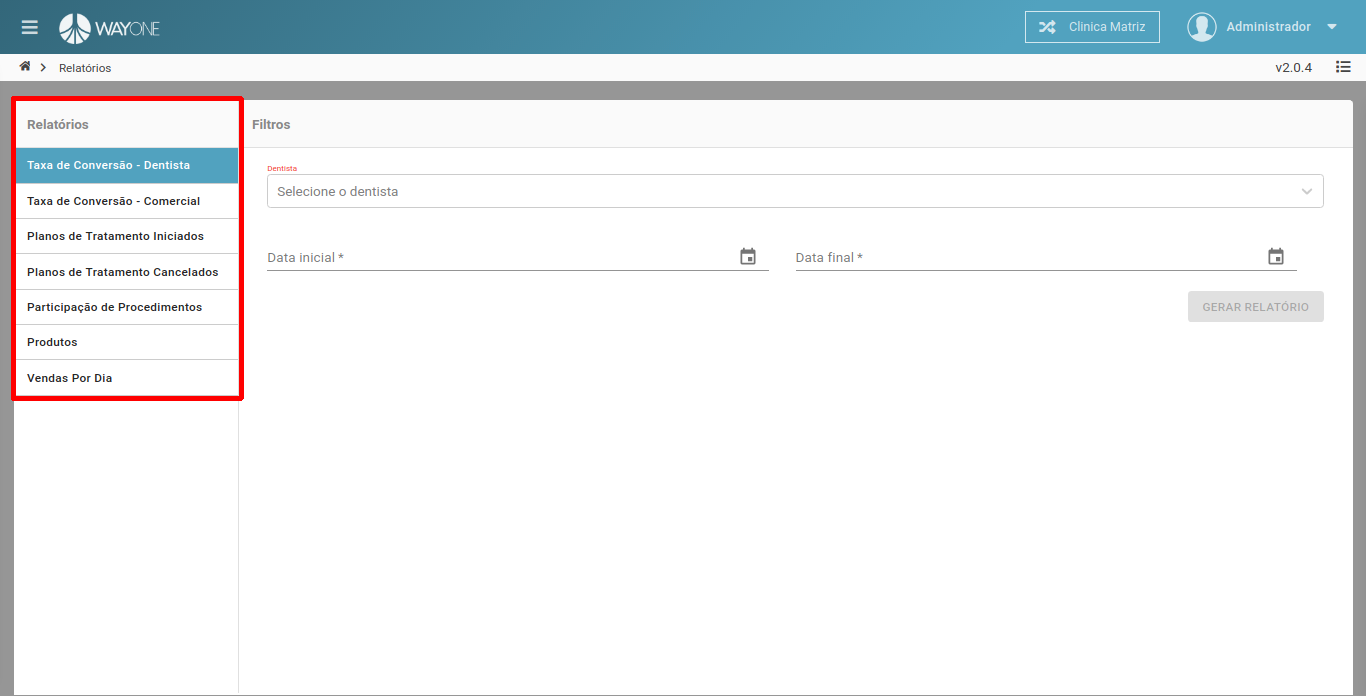 WAYONE
Clinica Matriz
Administrador
Relatórios
v2.0.4
Relatórios
Taxa de Conversão - Dentista
Taxa de Conversão - Comercial
Planos de Tratamento Iniciados
Planos de Tratamento Cancelados
Participação de Procedimentos
Produtos
Vendas Por Dia
Filtros
Dentista
Selecione o dentista
Data inicial *
Data final *
GERAR RELATÓRIO